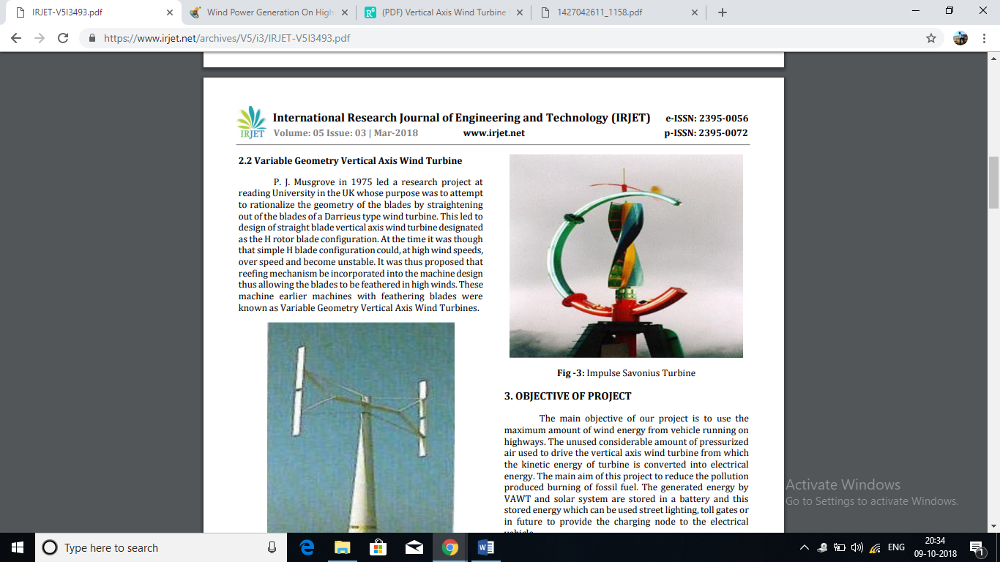 IRJET-V5I3493.pdf
Wind Power Generation On High
(PDF) Vertical Axis Wind Turbine
1427042611_1158.pdf
https://www.irjet.net/archives/V5/i3/IRJET-V5I3493.pdf
IRJET
International Research Journal of Engineering and Technology (IRJET)
e-ISSN: 2395-0056
Volume: 05 Issue: 03 | Mar-2018
www.irjet.net
p-ISSN: 2395-0072
2.2 Variable Geometry Vertical Axis Wind Turbine
P. J. Musgrove in 1975 led a research project at
reading University in the UK whose purpose was to attempt
to rationalize the geometry of the blades by straightening
out of the blades of a Darrieus type wind turbine. This led to
design of straight blade vertical axis wind turbine designated
as the H rotor blade configuration. At the time it was though
that simple H blade configuration could, at high wind speeds,
over speed and become unstable. It was thus proposed that
reefing mechanism be incorporated into the machine design
thus allowing the blades to be feathered in high winds. These
machine earlier machines with feathering blades were
known as Variable Geometry Vertical Axis Wind Turbines.
Fig -3: Impulse Savonius Turbine
3. OBJECTIVE OF PROJECT
The main objective of our project is to use the
maximum amount of wind energy from vehicle running on
highways. The unused considerable amount of pressurized
air used to drive the vertical axis wind turbine from which
the kinetic energy of turbine is converted into electrical
energy. The main aim of this project to reduce the pollution
produced burning of fossil fuel. The generated energy by
VAWT and solar system are stored in a battery and this
stored energy which can be used street lighting, toll gates or
in future to provide the charging node to the electrical
Activate Windows
Go to Settings to activate Windows.
Type here to search
ENG
20:34
09-10-2018
1